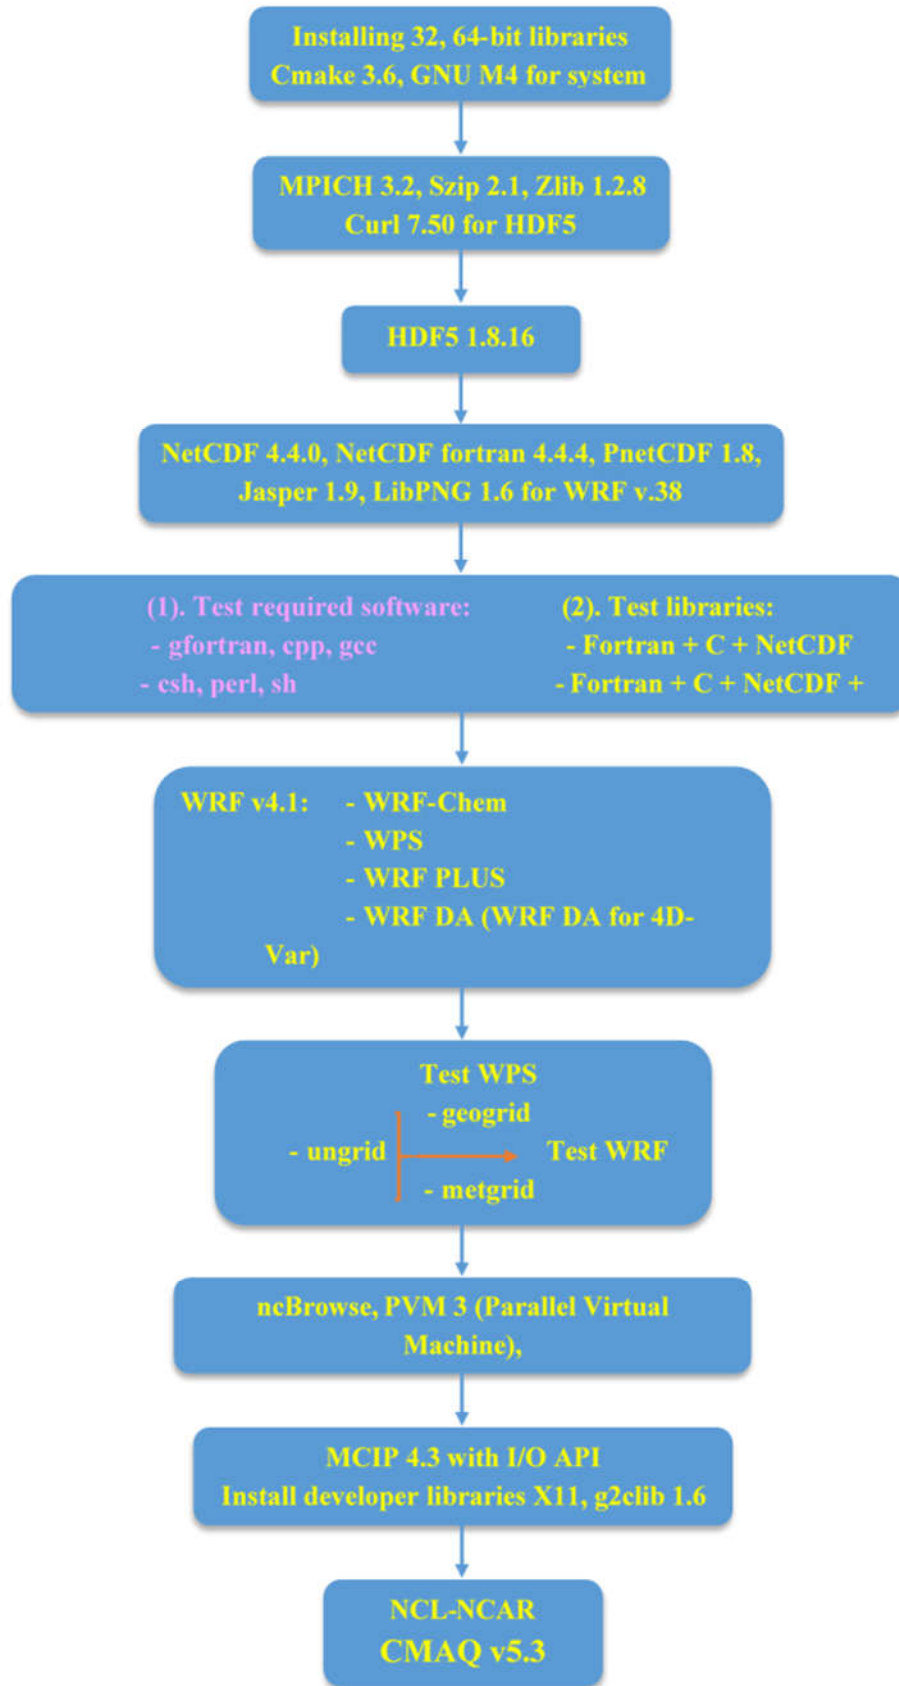 Installing 32, 64-bit libraries
Cmake 3.6, GNU M4 for system
MPICH 3.2, Szip 2.1, Zlib 1.2.8
Curl 7.50 for HDF5
HDF5 1.8.16
NetCDF 4.4.0, NetCDF fortran 4.4.4, PnetCDF 1.8,
Jasper 1.9, LibPNG 1.6 for WRF v.38
(1). Test required software:
- gfortran, cpp, gcc
- csh, perl, sh
(2). Test libraries:
- Fortran + C + NetCDF
- Fortran + C + NetCDF +
WRF v4.1: - WRF-Chem
- WPS
- WRF PLUS
- WRF DA (WRF DA for 4D-
Var)
Test WPS
- geogrid
- ungrid
Test WRF
- metgrid
ncBrowse, PVM 3 (Parallel Virtual
Machine),
MCIP 4.3 with I/O API
Install developer libraries X11, g2clib 1.6
NCL-NCAR
CMAQ v5.3